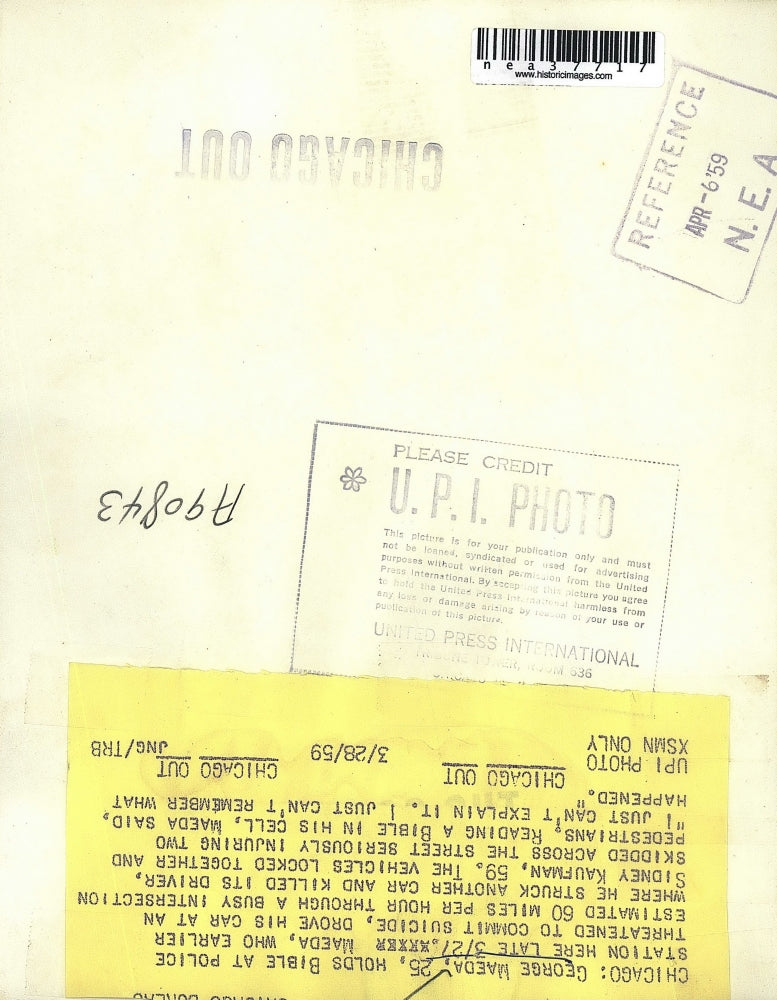 nea37717
www.historicimages.com
REFERENCE
APR-6'59
N. E. A
CHICAGO OUT
A90843
PLEASE CREDIT
U. P. I. PHOTO
This picture is for your publication only and must
not be loaned, syndicated or used for advertising
purposes without written permission from the United
Press International. By accepting this picture you agree
to hold the United Press International harmless from
any loss or damage arising by reason of your use or
publication of this picture.
UNITED PRESS INTERNATIONAL
TRIBUNE TOWER, ROOM 636
BUREAU
CHICAGO: GEORGE MAEDA, 25, HOLDS BIBLE AT POLICE
STATION HERE LATE 3/27. XXXXX MAEDA, WHO EARLIER
THREATENED TO COMMIT SUICIDE, DROVE HIS CAR AT AN
ESTIMATED 60 MILES PER HOUR THROUGH A BUSY INTERSECTION
WHERE HE STRUCK ANOTHER CAR AND KILLED ITS DRIVER,
SIDNEY KAUFMAN, 59. THE VEHICLES LOCKED TOGETHER AND
SKIDDED ACROSS THE STREET SERIOUSLY INJURING TWO
PEDESTRIANS. READING A BIBLE IN HIS CELL, MAEDA SAID,
"I JUST CAN'T EXPLAIN IT. I JUST CAN'T REMEMBER WHAT
HAPPENED."
CHICAGO OUT CHICAGO OUT
UPI PHOTO 3/28/59 JNG/TRB
XSMN ONLY